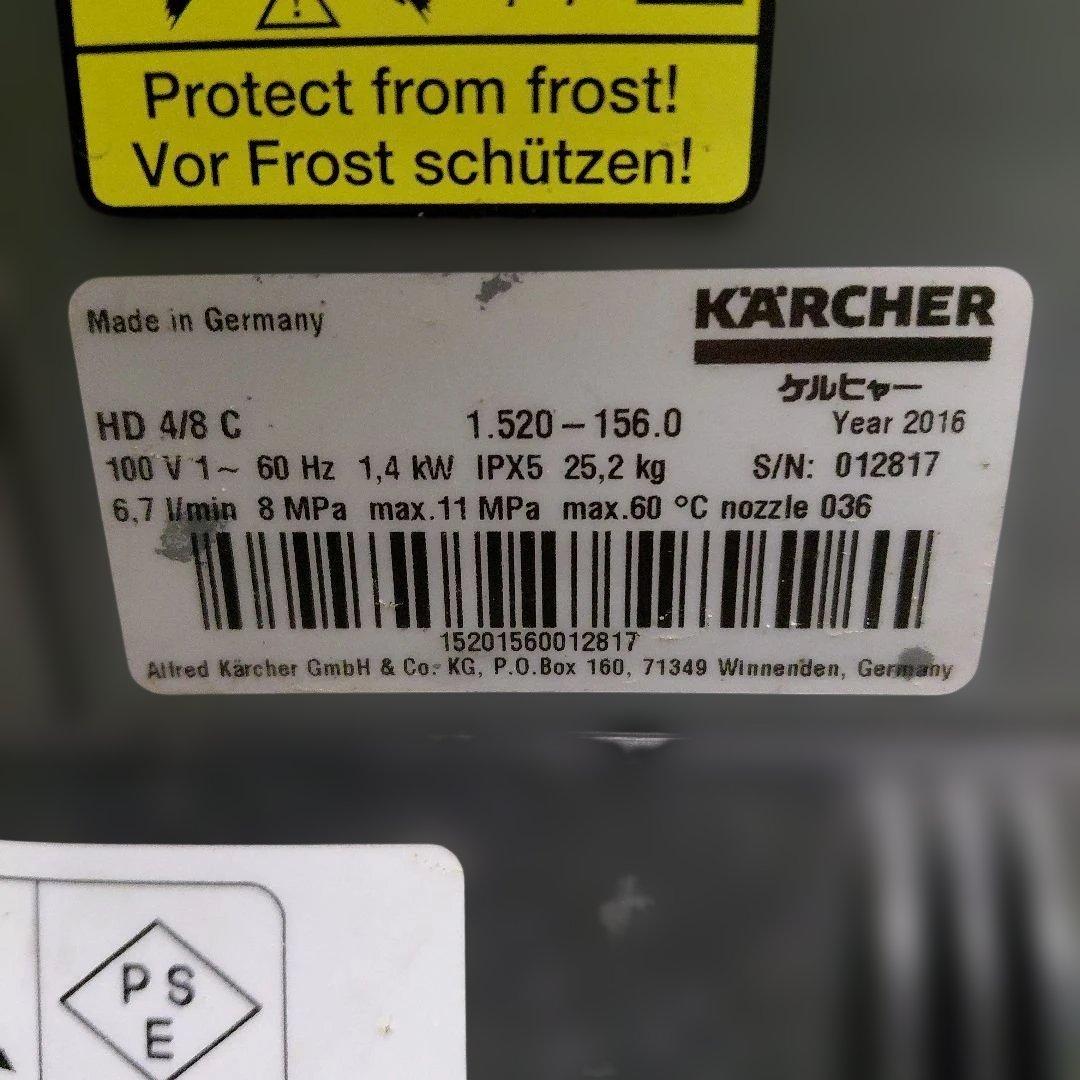 Protect from frost!
Vor Frost schützen!
Made in Germany
KÄRCHER
ケルヒャー
HD 4/8 C 1.520-156.0 Year 2016
100 V 1~ 60 Hz 1,4 kW IPX5 25,2 kg S/N: 012817
6,7 l/min 8 MPa max.11 MPa max.60 °C nozzle 036
15201560012817
Alfred Kärcher GmbH & Co. KG, P.O.Box 160, 71349 Winnenden, Germany
PS
E